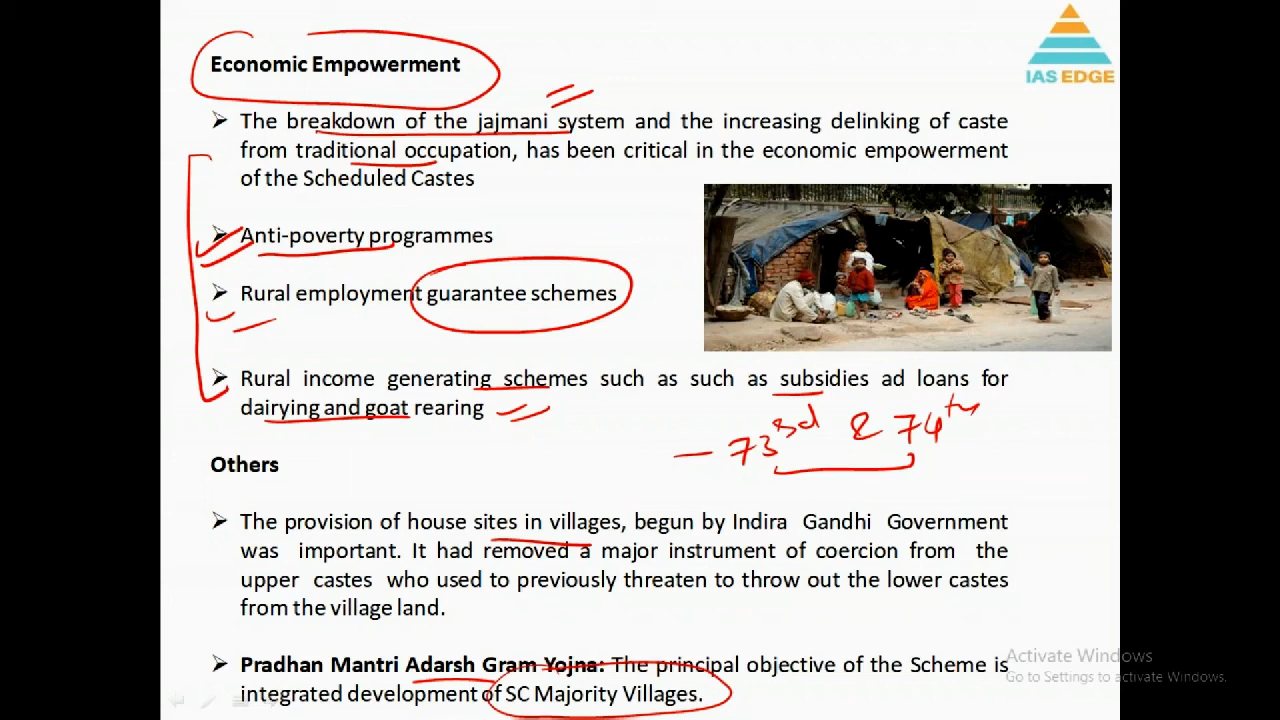 IAS EDGE
Economic Empowerment
The breakdown of the jajmani system and the increasing delinking of caste
from traditional occupation, has been critical in the economic empowerment
of the Scheduled Castes
Anti-poverty programmes
Rural employment guarantee schemes
Rural income generating schemes such as such as subsidies ad loans for
dairying and goat rearing
– 73rd & 74th
Others
The provision of house sites in villages, begun by Indira Gandhi Government
was important. It had removed a major instrument of coercion from the
upper castes who used to previously threaten to throw out the lower castes
from the village land.
Pradhan Mantri Adarsh Gram Yojna: The principal objective of the Scheme is
integrated development of SC Majority Villages.
Activate Windows
Go to Settings to activate Windows.